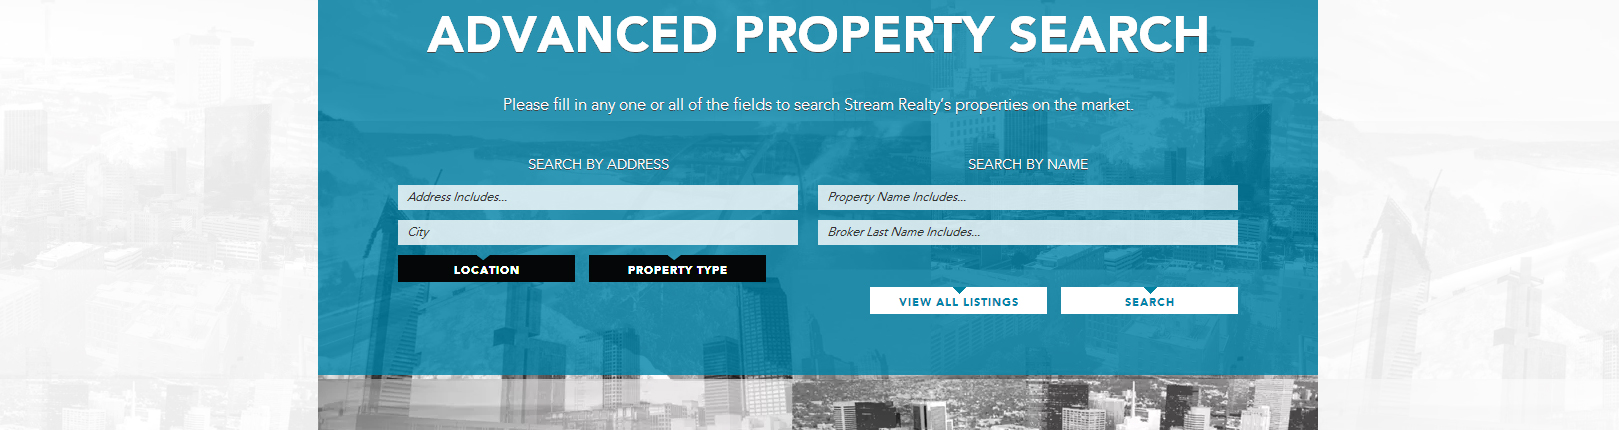 ADVANCED PROPERTY SEARCH
Please fill in any one or all of the fields to search Stream Realty's properties on the market.
SEARCH BY ADDRESS
Address Includes...
City
LOCATION
PROPERTY TYPE
SEARCH BY NAME
Property Name Includes...
Broker Last Name Includes...
VIEW ALL LISTINGS
SEARCH